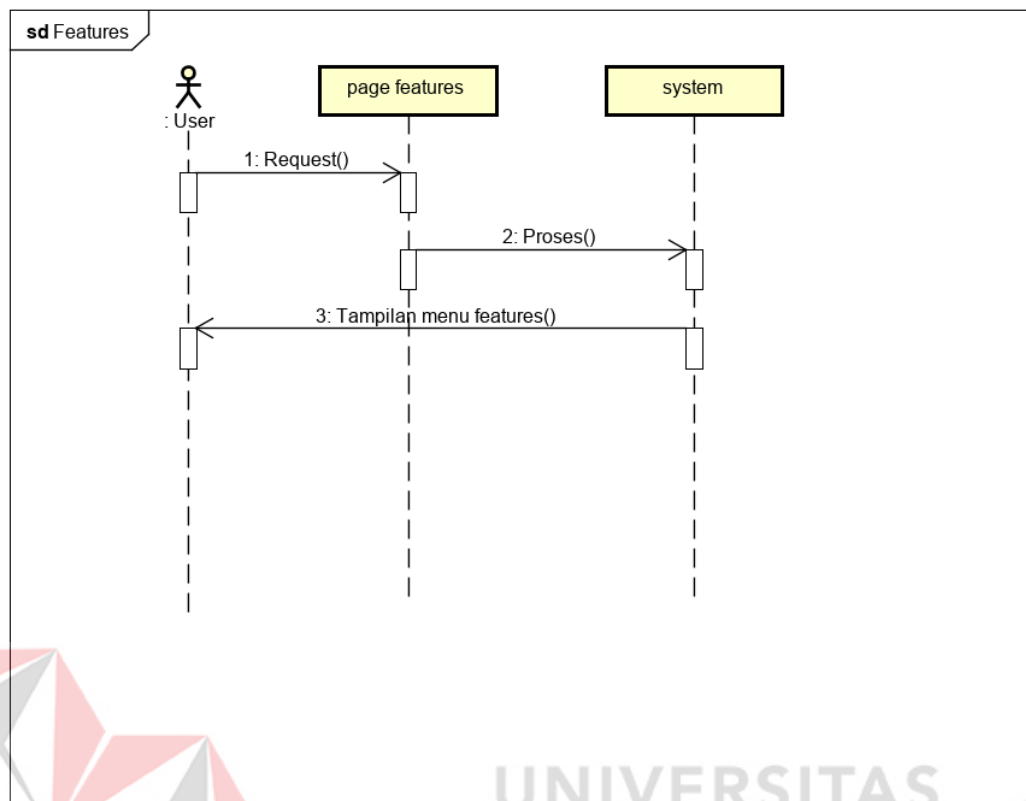 sd Features
: User
page features
system
1: Request()
2: Proses()
3: Tampilan menu features()
UNIVERSITAS